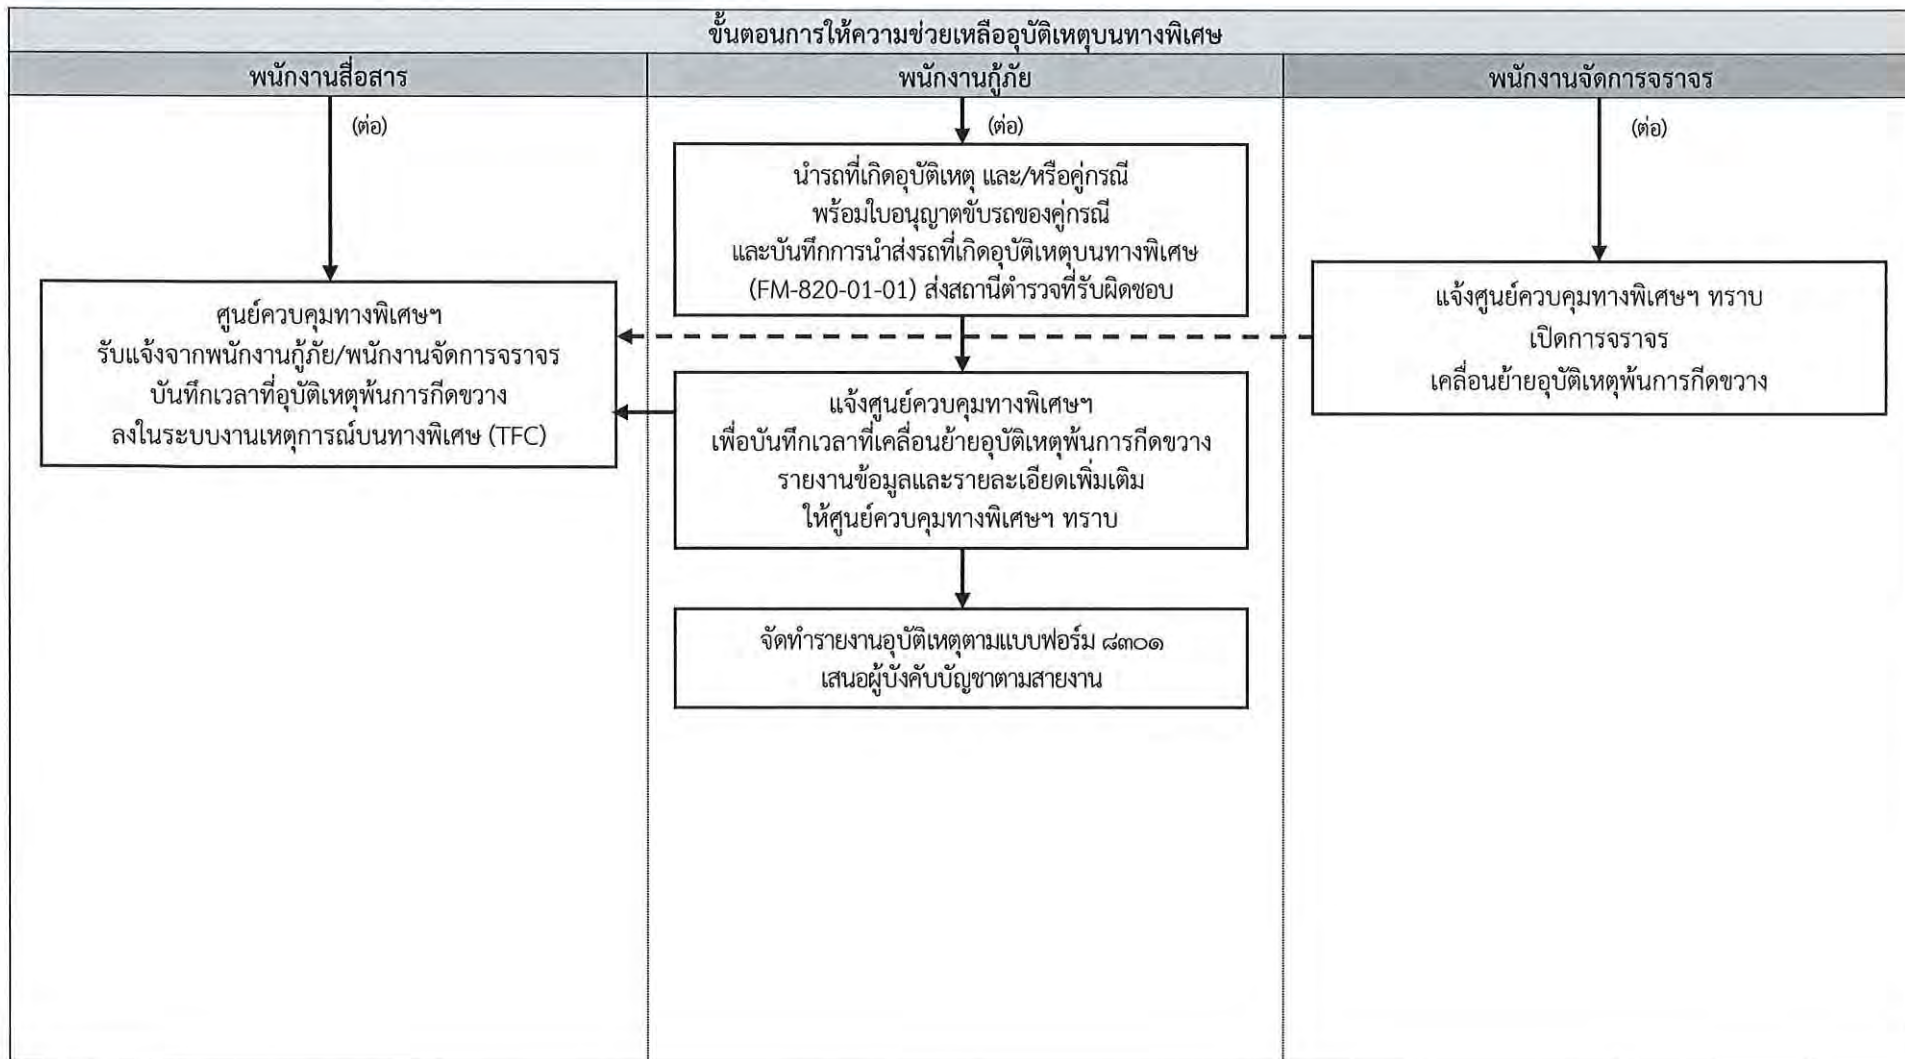 ขั้นตอนการให้ความช่วยเหลืออุบัติเหตุบนทางพิเศษ
พนักงานสื่อสาร
พนักงานกู้ภัย
พนักงานจัดการจราจร
(ต่อ)
(ต่อ)
(ต่อ)
นำรถที่เกิดอุบัติเหตุ และ/หรือคู่กรณี
พร้อมใบอนุญาตขับรถของคู่กรณี
และบันทึกการนำส่งรถที่เกิดอุบัติเหตุบนทางพิเศษ
(FM-820-01-01) ส่งสถานีตำรวจที่รับผิดชอบ
ศูนย์ควบคุมทางพิเศษฯ
รับแจ้งจากพนักงานกู้ภัย/พนักงานจัดการจราจร
บันทึกเวลาที่อุบัติเหตุพ้นการกีดขวาง
ลงในระบบงานเหตุการณ์บนทางพิเศษ (TFC)
แจ้งศูนย์ควบคุมทางพิเศษฯ ทราบ
เปิดการจราจร
เคลื่อนย้ายอุบัติเหตุพ้นการกีดขวาง
แจ้งศูนย์ควบคุมทางพิเศษฯ
เพื่อบันทึกเวลาที่เคลื่อนย้ายอุบัติเหตุพ้นการกีดขวาง
รายงานข้อมูลและรายละเอียดเพิ่มเติม
ให้ศูนย์ควบคุมทางพิเศษฯ ทราบ
จัดทำรายงานอุบัติเหตุตามแบบฟอร์ม ๘๓๐๑
เสนอผู้บังคับบัญชาตามสายงาน